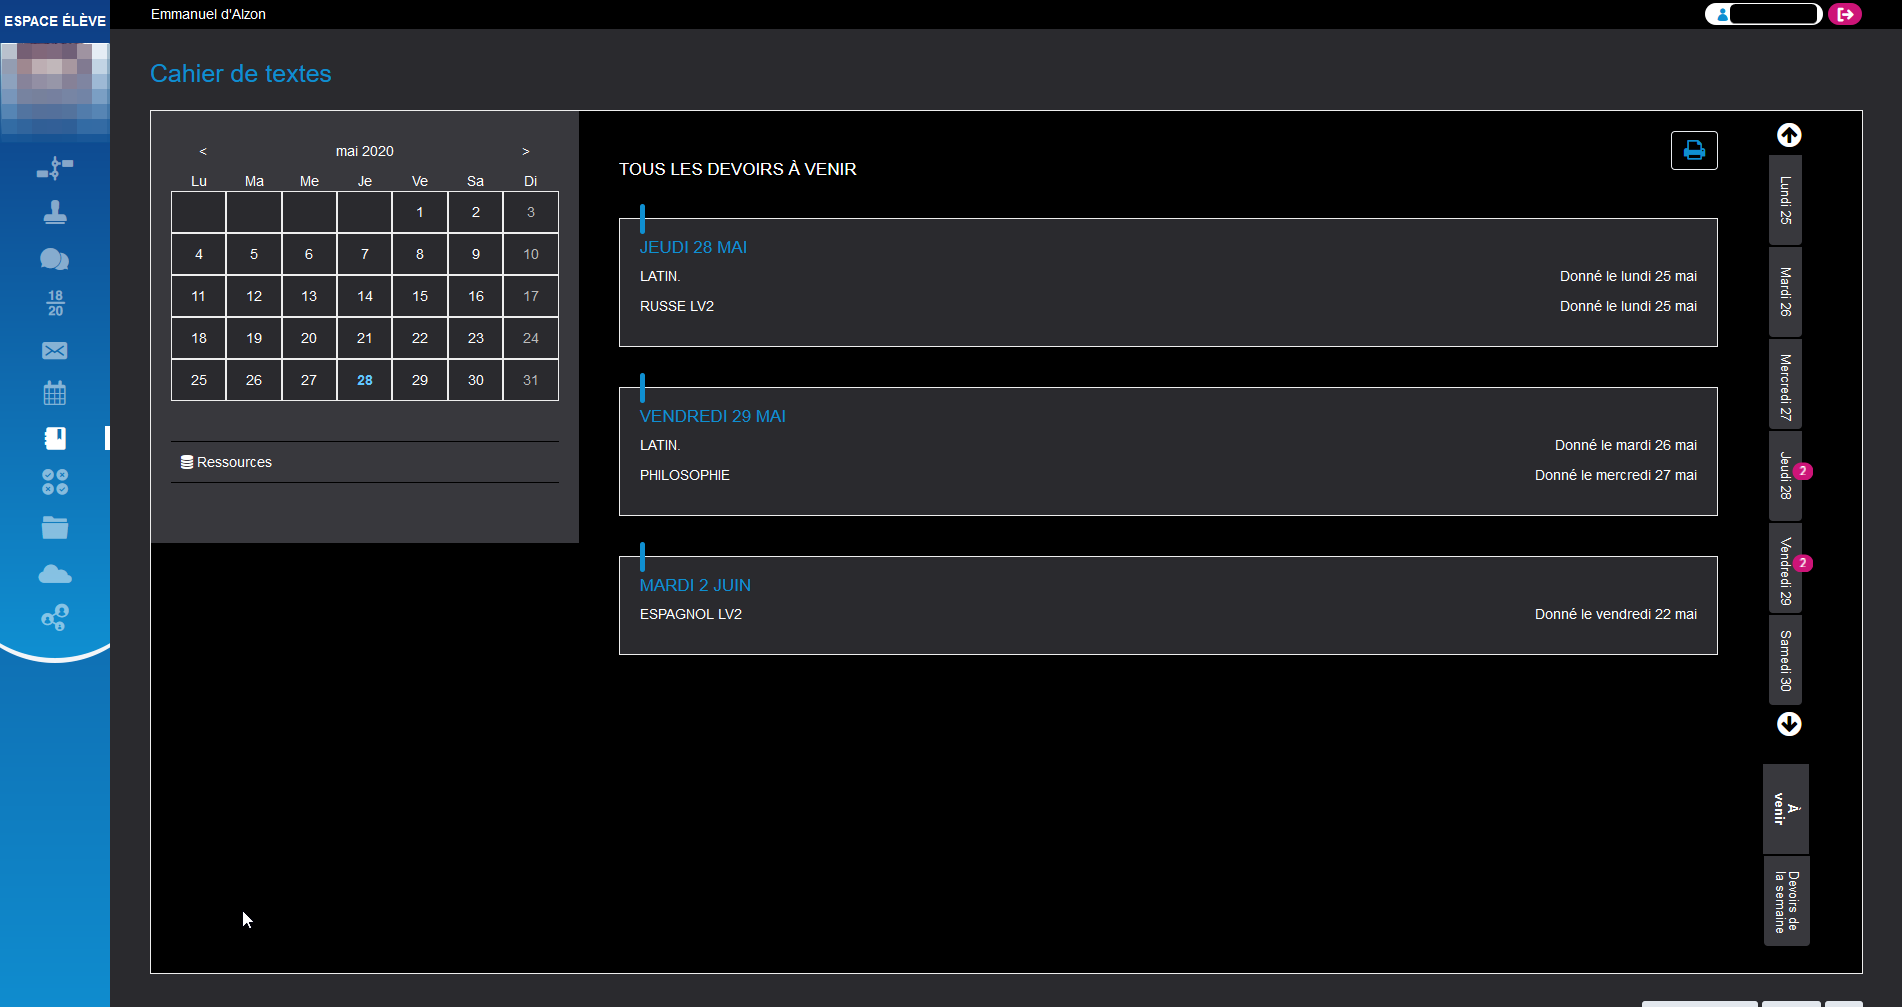 ESPACE ÉLÈVE
Emmanuel d'Alzon
Cahier de textes
< mai 2020 >
Lu Ma Me Je Ve Sa Di
1 2 3
4 5 6 7 8 9 10
11 12 13 14 15 16 17
18 19 20 21 22 23 24
25 26 27 28 29 30 31
Ressources
18
20
TOUS LES DEVOIRS À VENIR
JEUDI 28 MAI
LATIN. Donné le lundi 25 mai
RUSSE LV2 Donné le lundi 25 mai
VENDREDI 29 MAI
LATIN. Donné le mardi 26 mai
PHILOSOPHIE Donné le mercredi 27 mai
MARDI 2 JUIN
ESPAGNOL LV2 Donné le vendredi 22 mai
Lundi 25
Mardi 26
Mercredi 27
Jeudi 28
2
Vendredi 29
2
Samedi 30
À
venir
Devoirs de
la semaine